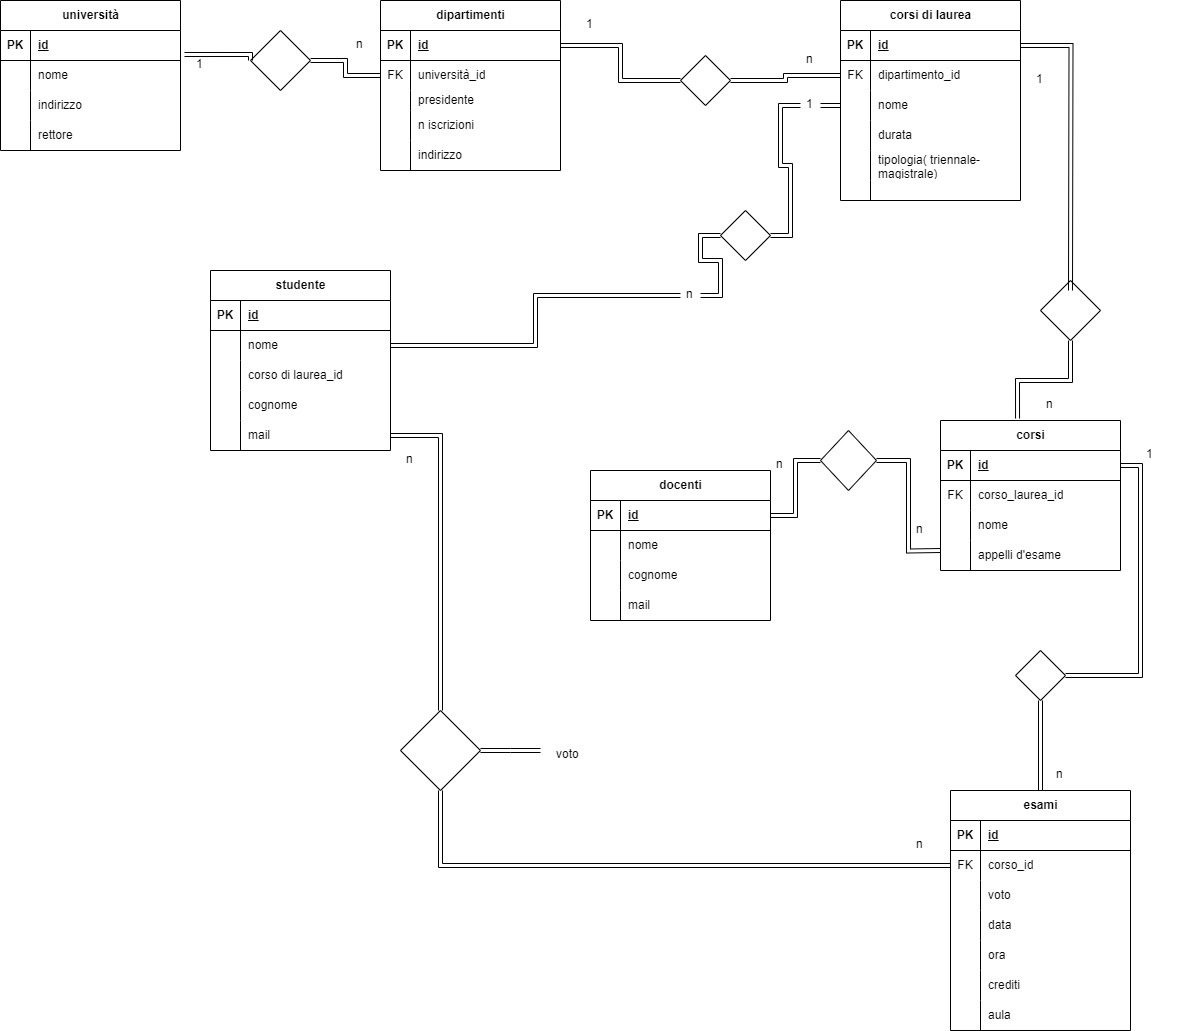 università
PK id
nome
indirizzo
rettore
1
n
dipartimenti
PK id
FK università_id
presidente
n iscrizioni
indirizzo
1
n
corsi di laurea
PK id
FK dipartimento_id
nome
durata
tipologia( triennale-
magistrale)
1
1
n
studente
PK id
nome
corso di laurea_id
cognome
mail
n
n
corsi
PK id
FK corso_laurea_id
nome
appelli d'esame
1
n
n
docenti
PK id
nome
cognome
mail
voto
n
n
esami
PK id
FK corso_id
voto
data
ora
crediti
aula